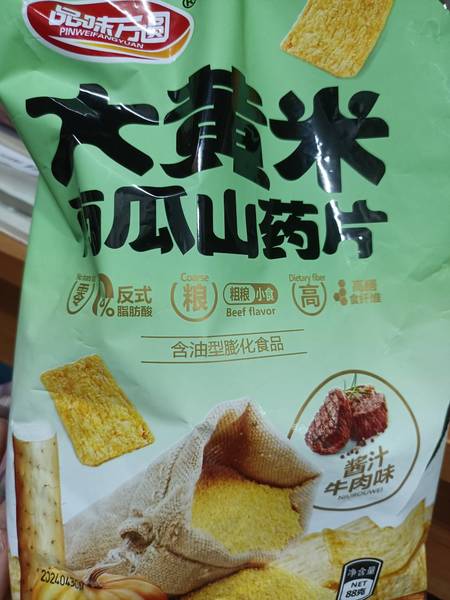 品味方圆
PINWEIFANGYUAN
®
大黄米
南瓜山药片
零
0%
反式
脂肪酸
Coarse
粮
粗粮 小食
Beef flavor
Dietary fiber
高
高膳
食纤维
含油型膨化食品
酱汁
牛肉味
NIUROUWEI
净含量
NET
88克